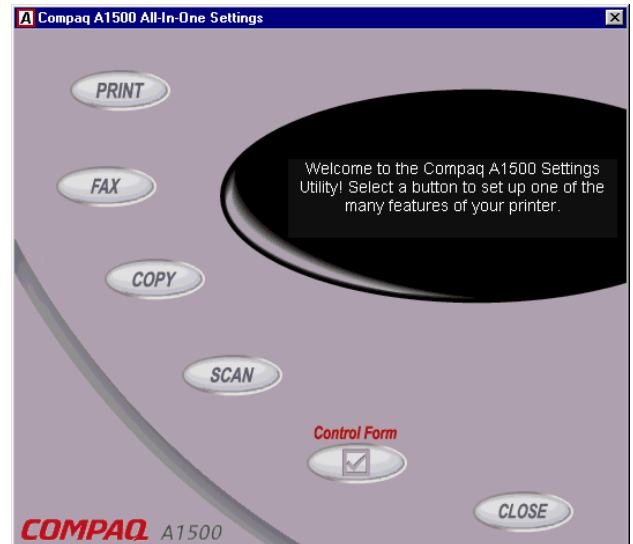 Compaq A1500 All-In-One Settings
PRINT
FAX
Welcome to the Compaq A1500 Settings
Utility! Select a button to set up one of the
many features of your printer.
COPY
SCAN
Control Form
CLOSE
COMPAQ A1500